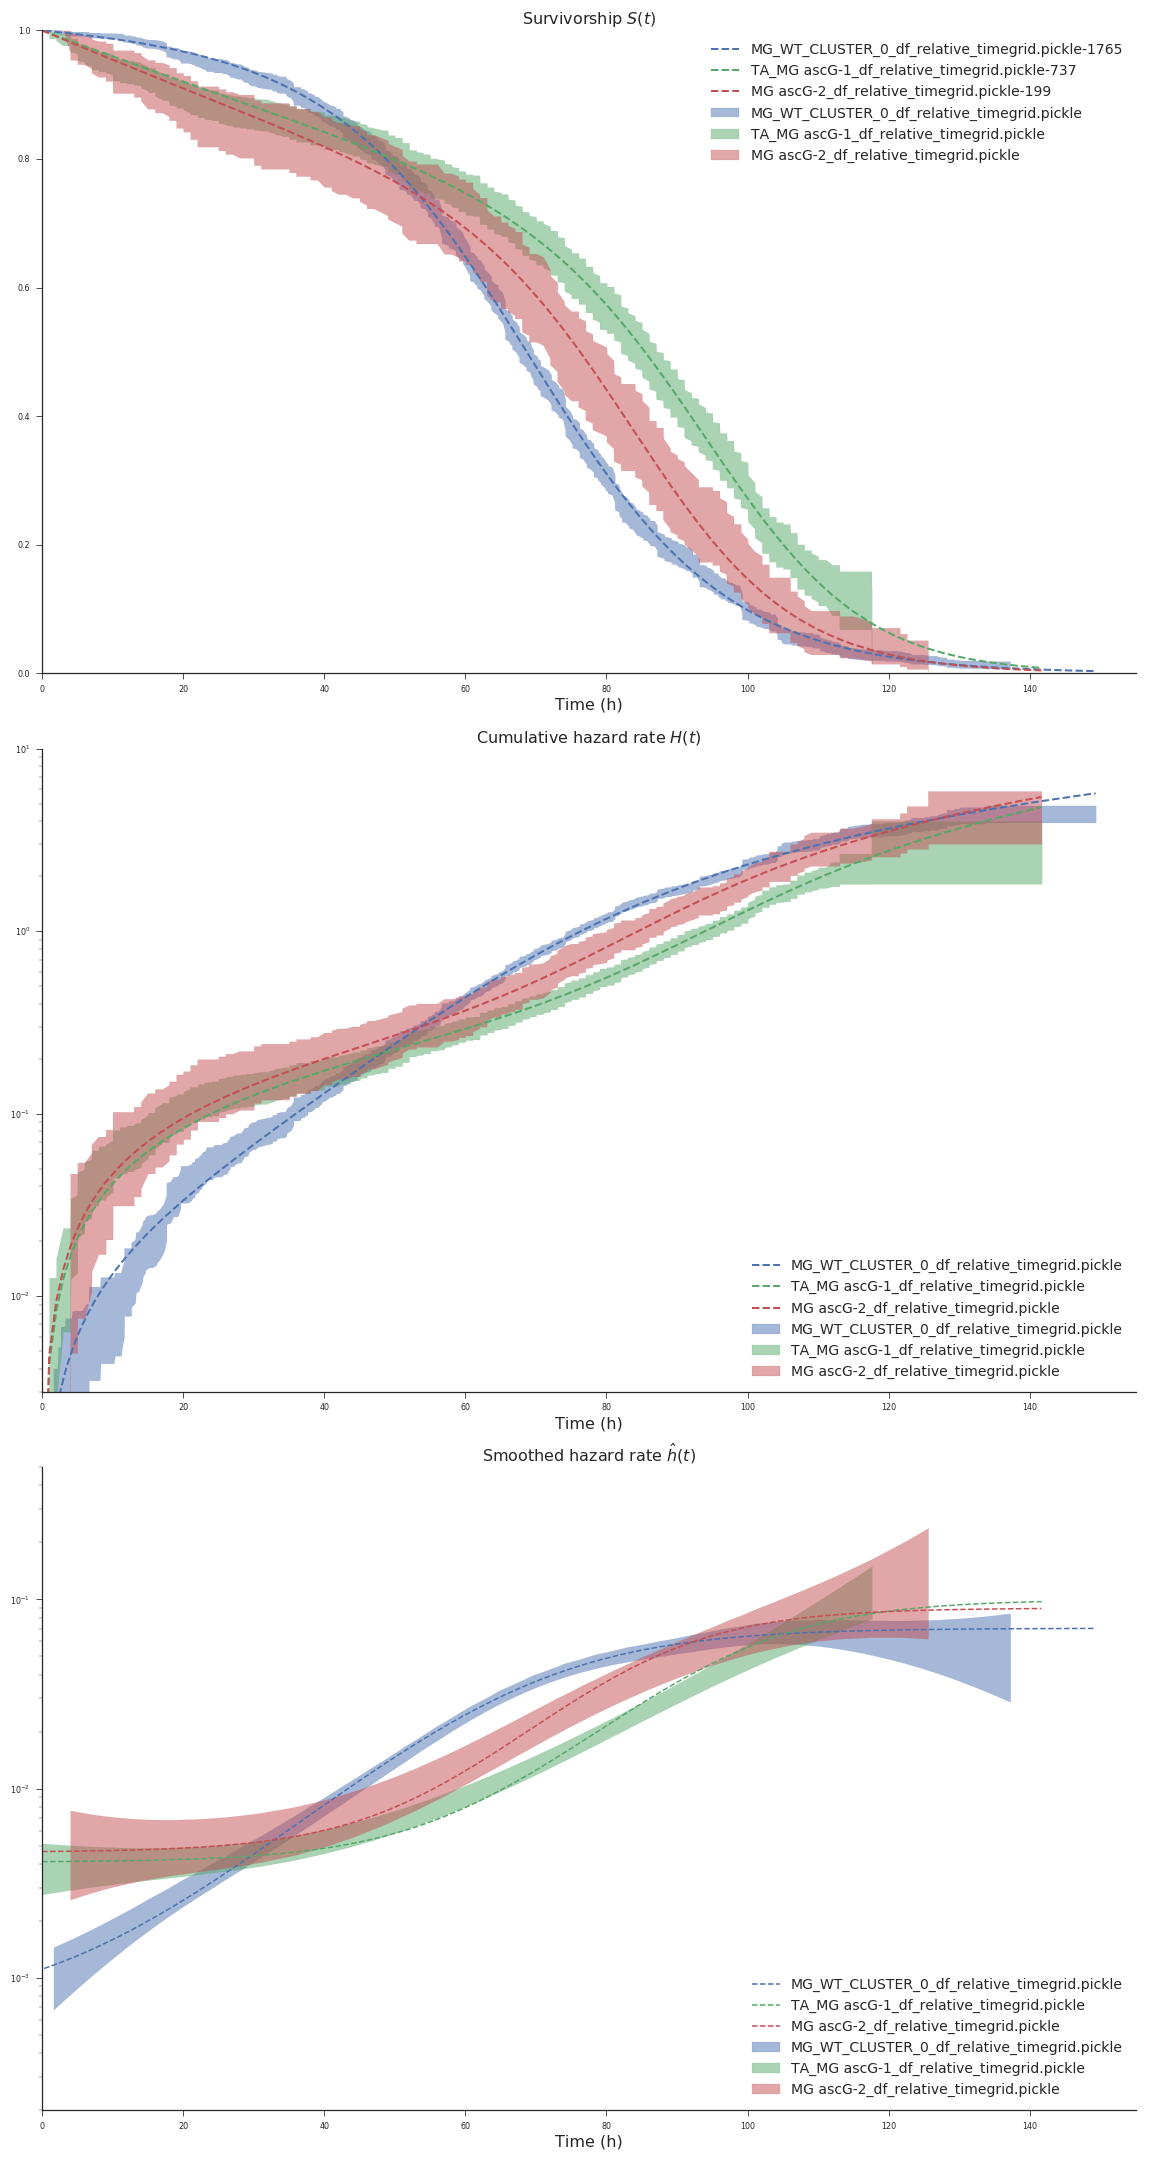 Survivorship S(t)
1.0
0.8
0.6
0.4
0.2
0.0
MG_WT_CLUSTER_0_df_relative_timegrid.pickle-1765
TA_MG ascG-1_df_relative_timegrid.pickle-737
MG ascG-2_df_relative_timegrid.pickle-199
MG_WT_CLUSTER_0_df_relative_timegrid.pickle
TA_MG ascG-1_df_relative_timegrid.pickle
MG ascG-2_df_relative_timegrid.pickle
0 20 40 60 80 100 120 140
Time (h)
Cumulative hazard rate H(t)
10¹
10⁰
10⁻¹
10⁻²
MG_WT_CLUSTER_0_df_relative_timegrid.pickle
TA_MG ascG-1_df_relative_timegrid.pickle
MG ascG-2_df_relative_timegrid.pickle
MG_WT_CLUSTER_0_df_relative_timegrid.pickle
TA_MG ascG-1_df_relative_timegrid.pickle
MG ascG-2_df_relative_timegrid.pickle
0 20 40 60 80 100 120 140
Time (h)
Smoothed hazard rate ĥ(t)
10⁻¹
10⁻²
10⁻³
MG_WT_CLUSTER_0_df_relative_timegrid.pickle
TA_MG ascG-1_df_relative_timegrid.pickle
MG ascG-2_df_relative_timegrid.pickle
MG_WT_CLUSTER_0_df_relative_timegrid.pickle
TA_MG ascG-1_df_relative_timegrid.pickle
MG ascG-2_df_relative_timegrid.pickle
0 20 40 60 80 100 120 140
Time (h)